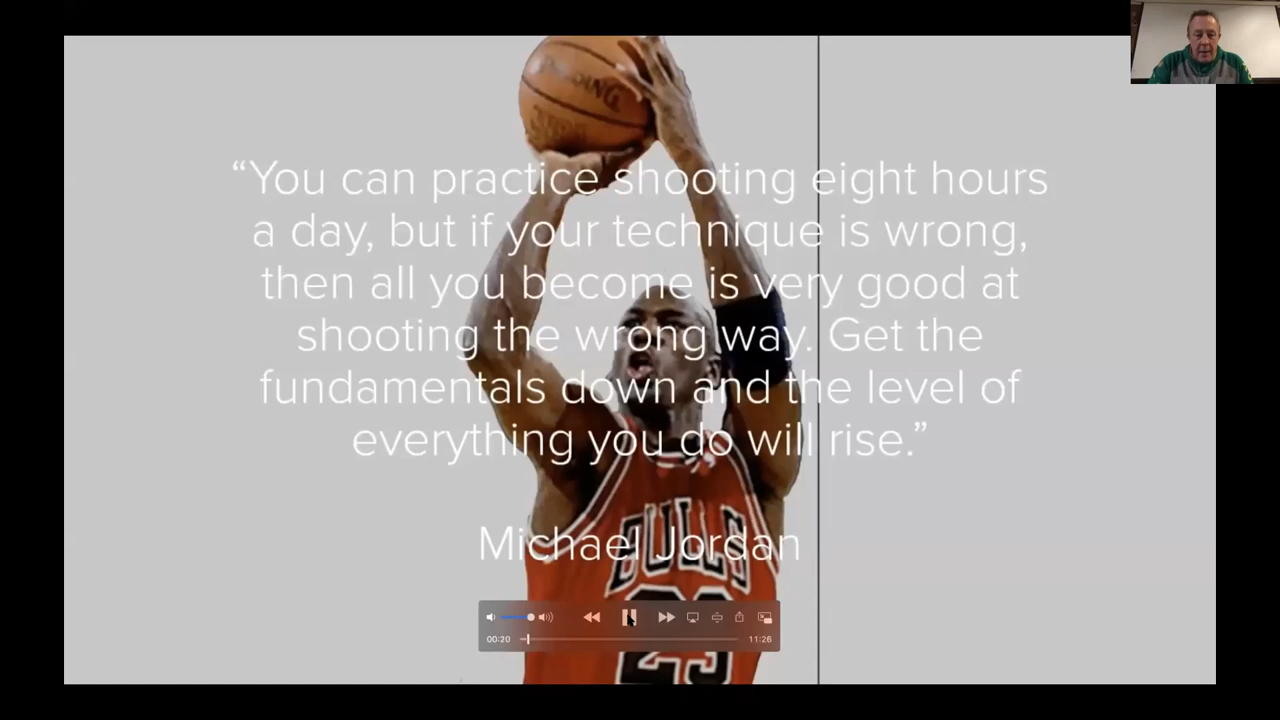 SPALDING
“You can practice shooting eight hours
a day, but if your technique is wrong,
then all you become is very good at
shooting the wrong way. Get the
fundamentals down and the level of
everything you do will rise.”
Michael Jordan
BULLS
23
00:20
11:26